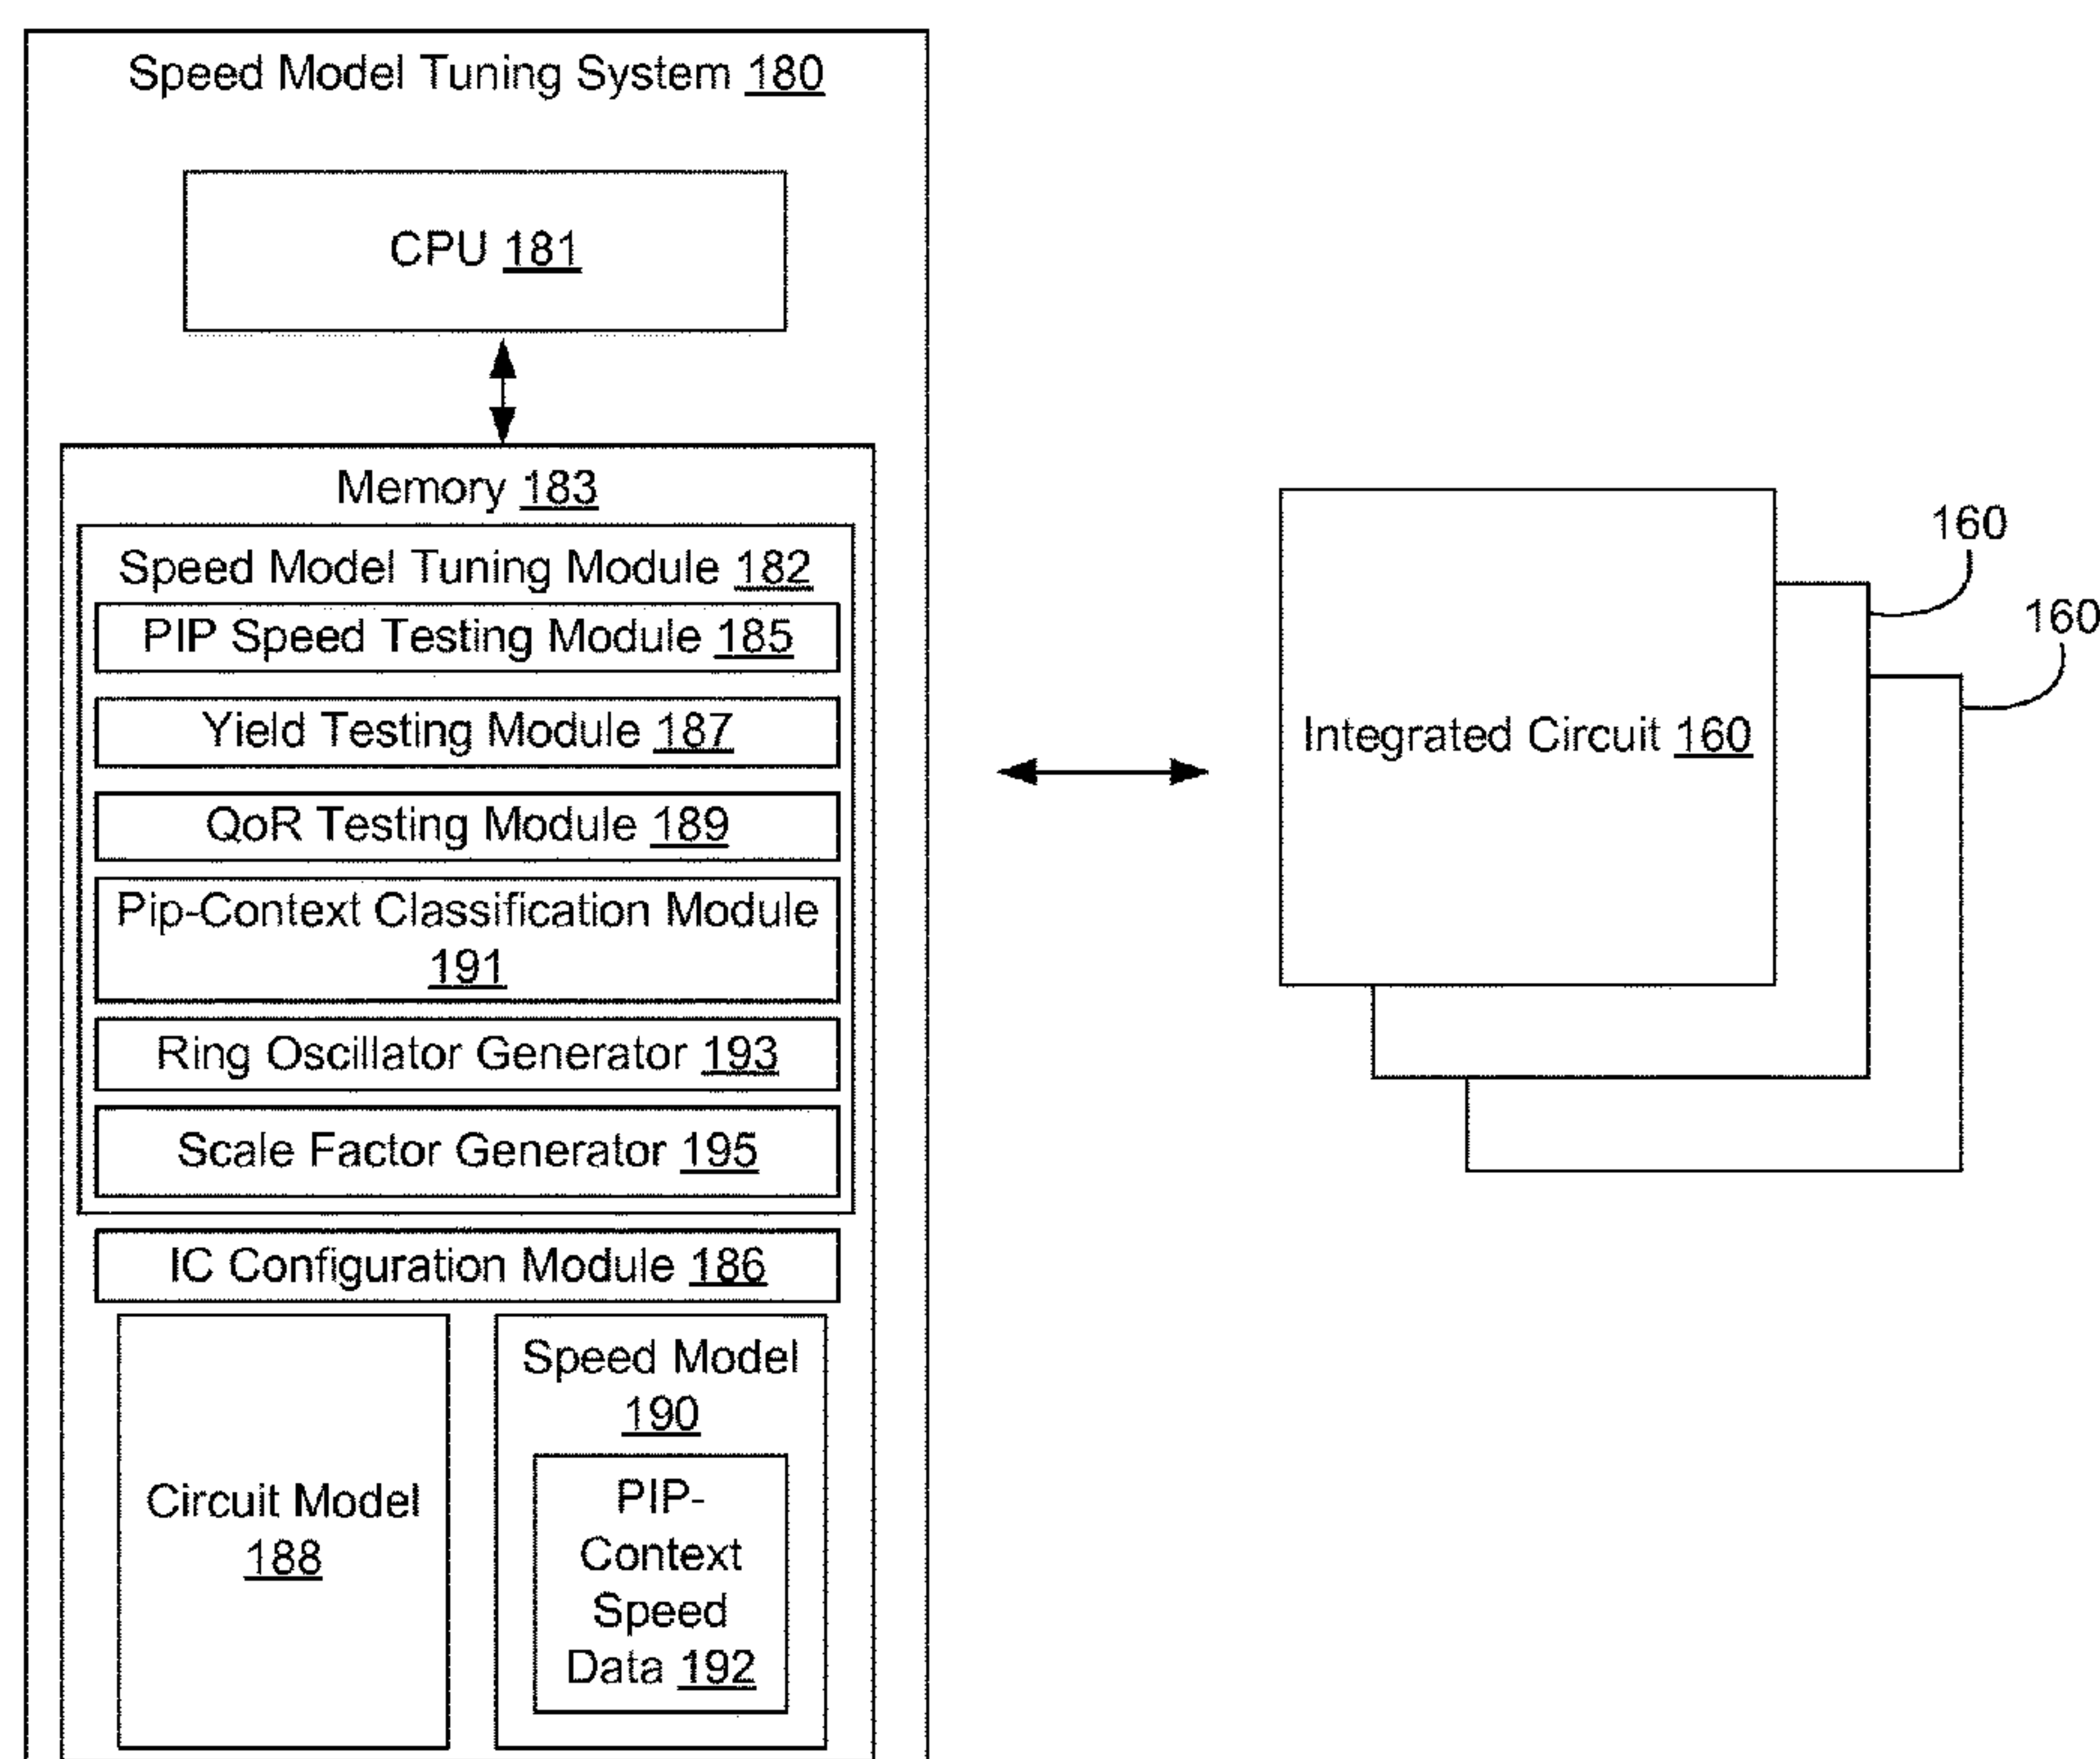 Speed Model Tuning System 180
CPU 181
Memory 183
Speed Model Tuning Module 182
PIP Speed Testing Module 185
Yield Testing Module 187
QoR Testing Module 189
Pip-Context Classification Module
191
Ring Oscillator Generator 193
Scale Factor Generator 195
IC Configuration Module 186
Circuit Model
188
Speed Model
190
PIP-
Context
Speed
Data 192
Integrated Circuit 160
160
160